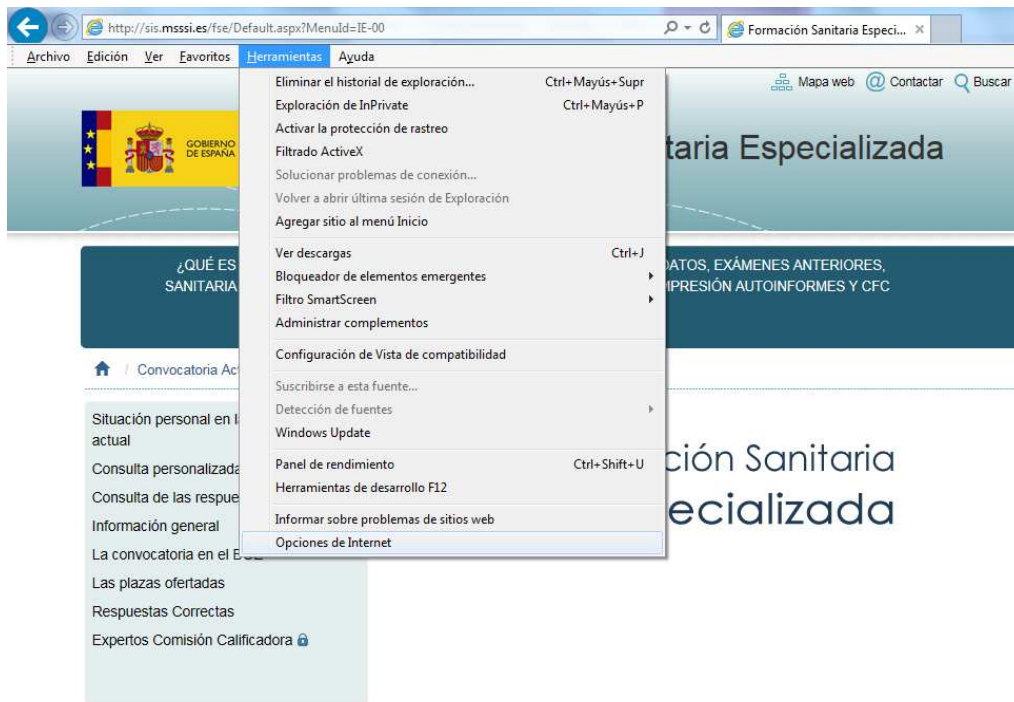 http://sis.msssi.es/fse/Default.aspx?MenuId=IE-00
Formación Sanitaria Especi...
Archivo Edición Ver Favoritos Herramientas Ayuda
Mapa web Contactar Buscar
GOBIERNO
DE ESPAÑA
taria Especializada
Eliminar el historial de exploración... Ctrl+Mayús+Supr
Exploración de InPrivate Ctrl+Mayús+P
Activar la protección de rastreo
Filtrado ActiveX
Solucionar problemas de conexión...
Volver a abrir última sesión de Exploración
Agregar sitio al menú Inicio
Ver descargas Ctrl+J
Bloqueador de elementos emergentes
Filtro SmartScreen
Administrar complementos
Configuración de Vista de compatibilidad
Suscribirse a esta fuente...
Detección de fuentes
Windows Update
Panel de rendimiento Ctrl+Shift+U
Herramientas de desarrollo F12
Informar sobre problemas de sitios web
Opciones de Internet
¿QUÉ ES
SANITARIA
DATOS, EXÁMENES ANTERIORES,
MPRESIÓN AUTOINFORMES Y CFC
/ Convocatoria Ac
Situación personal en l
actual
Consulta personalizada
Consulta de las respue
Información general
La convocatoria en el BOE
Las plazas ofertadas
Respuestas Correctas
Expertos Comisión Calificadora
ción Sanitaria
ecializada